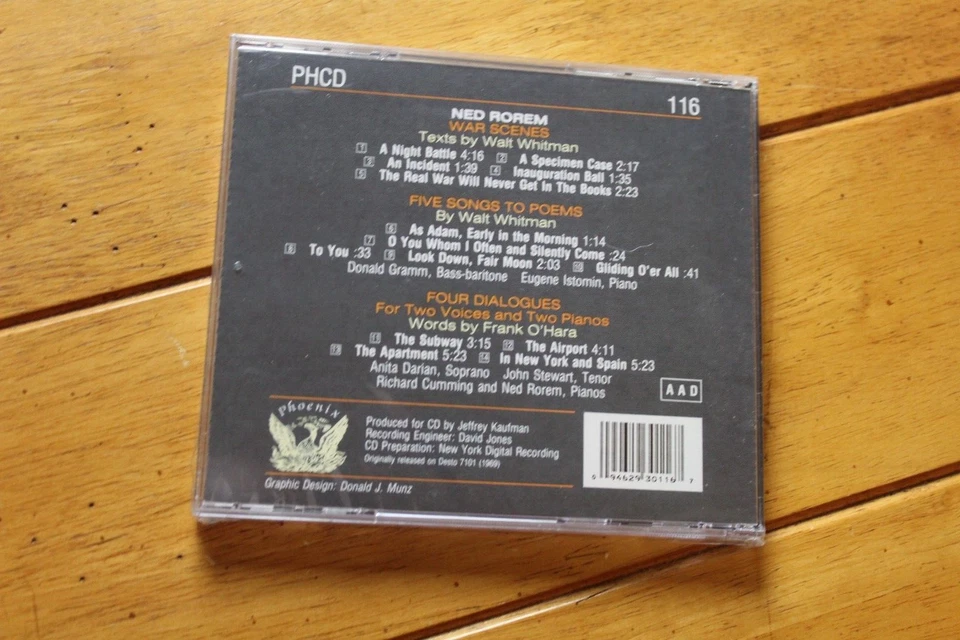 PHCD
116
NED ROREM
WAR SCENES
Texts by Walt Whitman
1 A Night Battle 4:16 2 A Specimen Case 2:17
3 An Incident 1:39 4 Inauguration Ball 1:35
5 The Real War Will Never Get In The Books 2:23
FIVE SONGS TO POEMS
By Walt Whitman
6 As Adam, Early in the Morning 1:14
7 O You Whom I Often and Silently Come :24
8 To You :33 9 Look Down, Fair Moon 2:03 10 Gliding O'er All :41
Donald Gramm, Bass-baritone Eugene Istomin, Piano
FOUR DIALOGUES
For Two Voices and Two Pianos
Words by Frank O'Hara
11 The Subway 3:15 12 The Airport 4:11
13 The Apartment 5:23 14 In New York and Spain 5:23
Anita Darian, Soprano John Stewart, Tenor
Richard Cumming and Ned Rorem, Pianos
AAD
Phoenix
Produced for CD by Jeffrey Kaufman
Recording Engineer: David Jones
CD Preparation: New York Digital Recording
Originally released on Desto 7101 (1969)
Graphic Design: Donald J. Munz
0 94629 30116 7